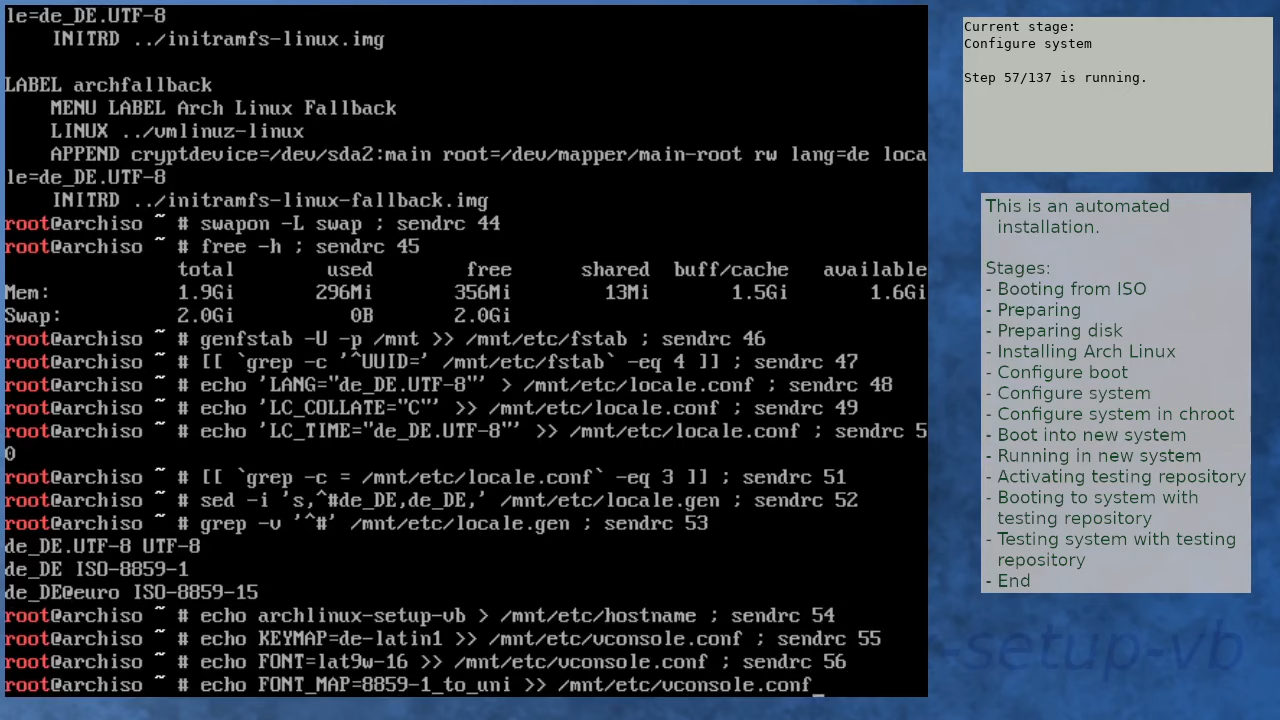 le=de_DE.UTF-8
    INITRD ../initramfs-linux.img

LABEL archfallback
    MENU LABEL Arch Linux Fallback
    LINUX ../vmlinuz-linux
    APPEND cryptdevice=/dev/sda2:main root=/dev/mapper/main-root rw lang=de loca
le=de_DE.UTF-8
    INITRD ../initramfs-linux-fallback.img
root@archiso ~ # swapon -L swap ; sendrc 44
root@archiso ~ # free -h ; sendrc 45
               total        used        free      shared  buff/cache   available
Mem:           1.9Gi       296Mi       356Mi        13Mi       1.5Gi       1.6Gi
Swap:          2.0Gi          0B       2.0Gi
root@archiso ~ # genfstab -U -p /mnt >> /mnt/etc/fstab ; sendrc 46
root@archiso ~ # [[ `grep -c '^UUID=' /mnt/etc/fstab` -eq 4 ]] ; sendrc 47
root@archiso ~ # echo 'LANG="de_DE.UTF-8"' > /mnt/etc/locale.conf ; sendrc 48
root@archiso ~ # echo 'LC_COLLATE="C"' >> /mnt/etc/locale.conf ; sendrc 49
root@archiso ~ # echo 'LC_TIME="de_DE.UTF-8"' >> /mnt/etc/locale.conf ; sendrc 5
0
root@archiso ~ # [[ `grep -c = /mnt/etc/locale.conf` -eq 3 ]] ; sendrc 51
root@archiso ~ # sed -i 's,^#de_DE,de_DE,' /mnt/etc/locale.gen ; sendrc 52
root@archiso ~ # grep -v '^#' /mnt/etc/locale.gen ; sendrc 53
de_DE.UTF-8 UTF-8
de_DE ISO-8859-1
de_DE@euro ISO-8859-15
root@archiso ~ # echo archlinux-setup-vb > /mnt/etc/hostname ; sendrc 54
root@archiso ~ # echo KEYMAP=de-latin1 >> /mnt/etc/vconsole.conf ; sendrc 55
root@archiso ~ # echo FONT=lat9w-16 >> /mnt/etc/vconsole.conf ; sendrc 56
root@archiso ~ # echo FONT_MAP=8859-1_to_uni >> /mnt/etc/vconsole.conf_
Current stage:
Configure system

Step 57/137 is running.
This is an automated
installation.

Stages:
- Booting from ISO
- Preparing
- Preparing disk
- Installing Arch Linux
- Configure boot
- Configure system
- Configure system in chroot
- Boot into new system
- Running in new system
- Activating testing repository
- Booting to system with
testing repository
- Testing system with testing
repository
- End
-setup-vb